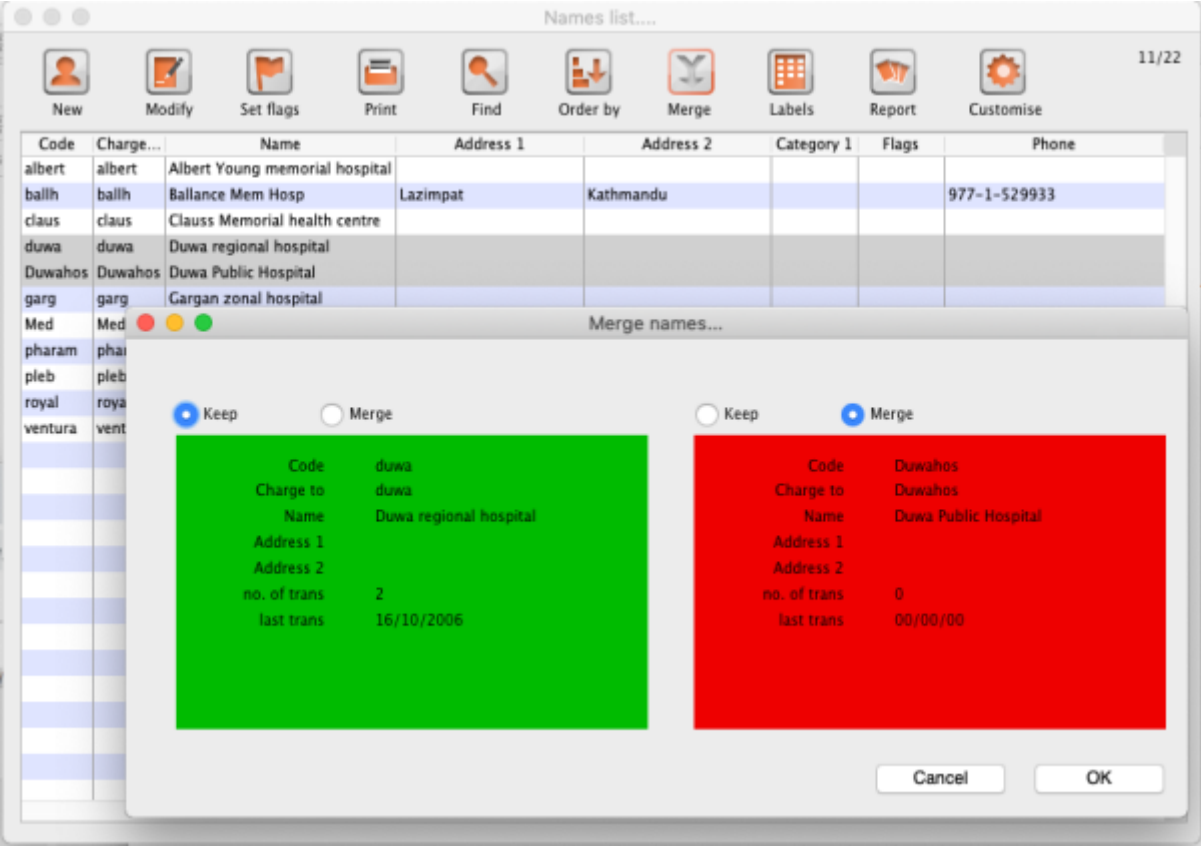 Names list....
New Modify Set flags Print Find Order by Merge Labels Report Customise 11/22
Code Charge... Name Address 1 Address 2 Category 1 Flags Phone
albert albert Albert Young memorial hospital
ballh ballh Ballance Mem Hosp Lazimpat Kathmandu 977-1-529933
claus claus Clauss Memorial health centre
duwa duwa Duwa regional hospital
Duwahos Duwahos Duwa Public Hospital
garg garg Gargan zonal hospital
Med Med
pharam phar
pleb pleb
royal roya
ventura vent
Merge names...
Keep Merge
Code duwa
Charge to duwa
Name Duwa regional hospital
Address 1
Address 2
no. of trans 2
last trans 16/10/2006
Keep Merge
Code Duwahos
Charge to Duwahos
Name Duwa Public Hospital
Address 1
Address 2
no. of trans 0
last trans 00/00/00
Cancel OK